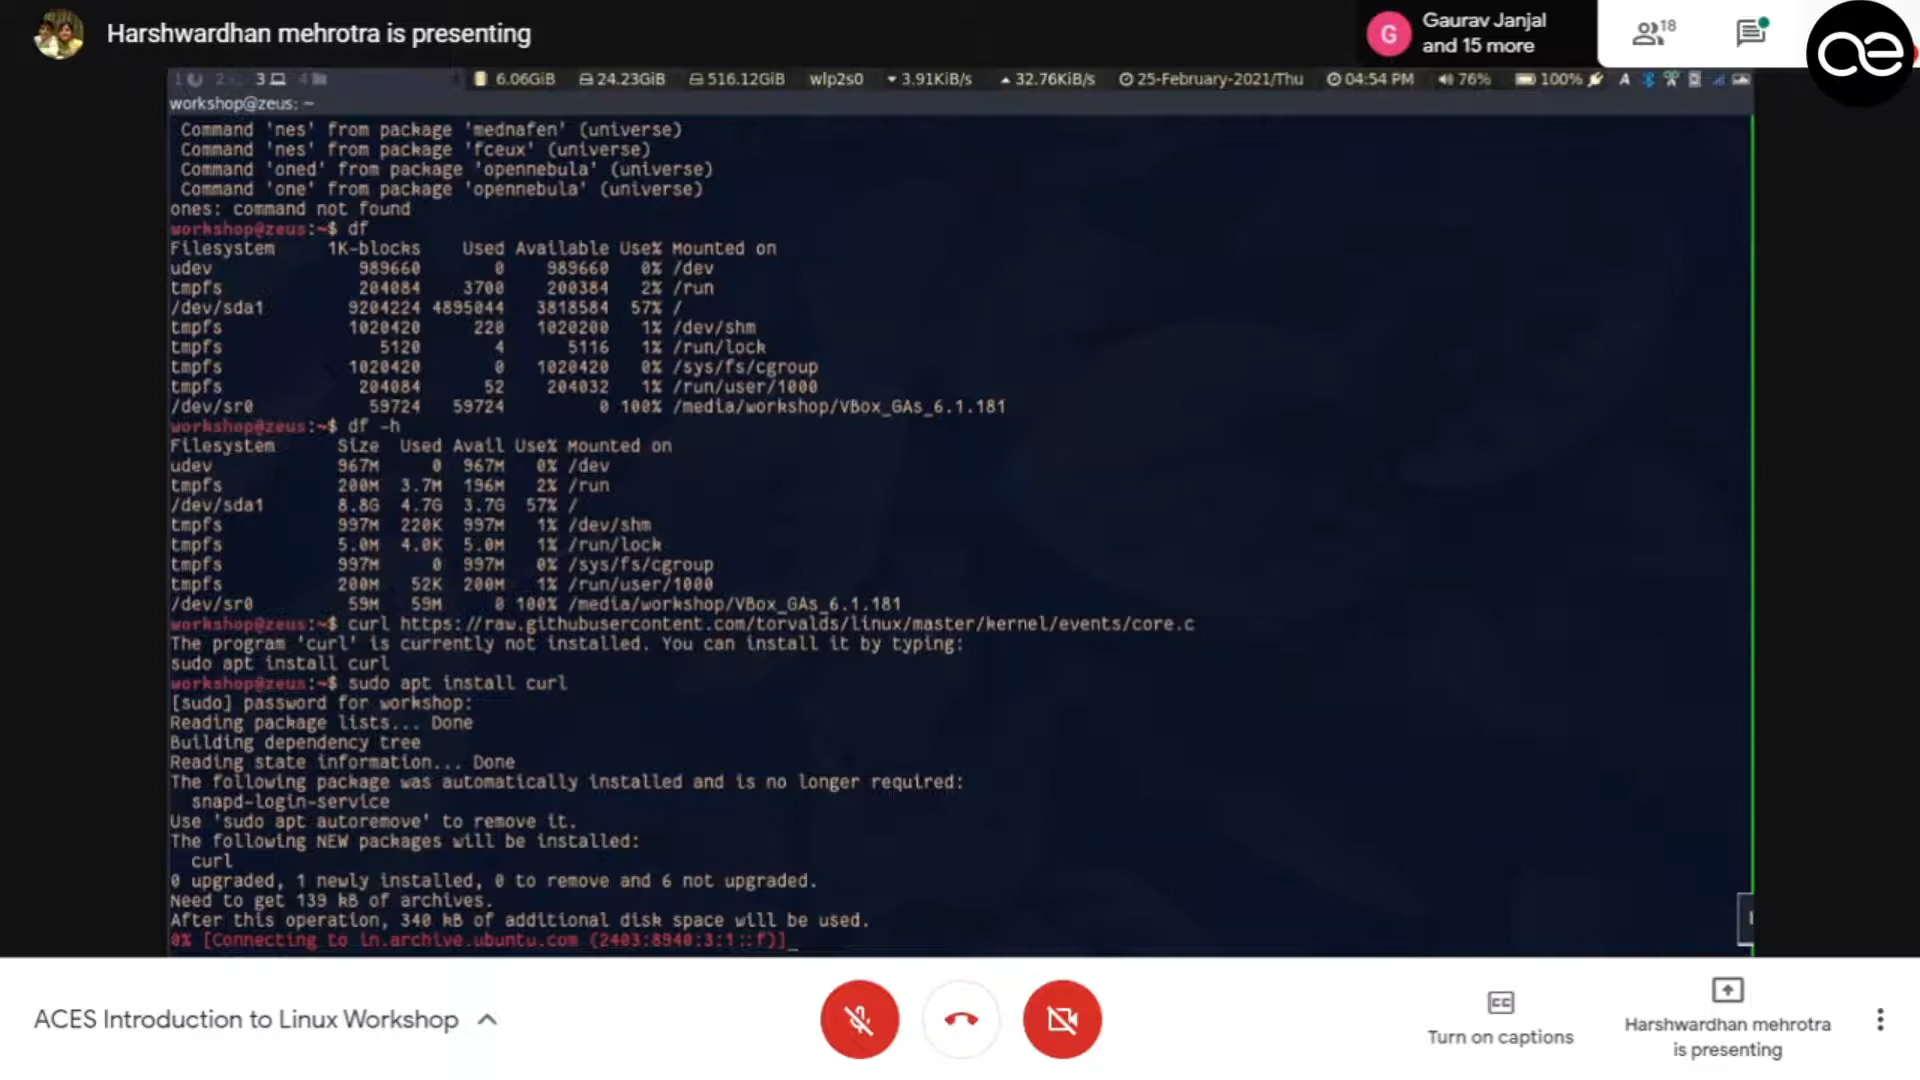 Harshwardhan mehrotra is presenting
G
Gaurav Janjal
and 15 more
18
1 2 3 4 6.06GiB 24.23GiB 516.12GiB wlp2s0 3.91KiB/s 32.76KiB/s 25-February-2021/Thu 04:54 PM 76% 100% A
workshop@zeus: ~
Command 'nes' from package 'mednafen' (universe)
Command 'nes' from package 'fceux' (universe)
Command 'oned' from package 'opennebula' (universe)
Command 'one' from package 'opennebula' (universe)
ones: command not found
workshop@zeus:~$ df
Filesystem 1K-blocks Used Available Use% Mounted on
udev 989660 0 989660 0% /dev
tmpfs 204084 3700 200384 2% /run
/dev/sda1 9204224 4895044 3818584 57% /
tmpfs 1020420 220 1020200 1% /dev/shm
tmpfs 5120 4 5116 1% /run/lock
tmpfs 1020420 0 1020420 0% /sys/fs/cgroup
tmpfs 204084 52 204032 1% /run/user/1000
/dev/sr0 59724 59724 0 100% /media/workshop/VBox_GAs_6.1.181
workshop@zeus:~$ df -h
Filesystem Size Used Avail Use% Mounted on
udev 967M 0 967M 0% /dev
tmpfs 200M 3.7M 196M 2% /run
/dev/sda1 8.8G 4.7G 3.7G 57% /
tmpfs 997M 220K 997M 1% /dev/shm
tmpfs 5.0M 4.0K 5.0M 1% /run/lock
tmpfs 997M 0 997M 0% /sys/fs/cgroup
tmpfs 200M 52K 200M 1% /run/user/1000
/dev/sr0 59M 59M 0 100% /media/workshop/VBox_GAs_6.1.181
workshop@zeus:~$ curl https://raw.githubusercontent.com/torvalds/linux/master/kernel/events/core.c
The program 'curl' is currently not installed. You can install it by typing:
sudo apt install curl
workshop@zeus:~$ sudo apt install curl
[sudo] password for workshop:
Reading package lists... Done
Building dependency tree
Reading state information... Done
The following package was automatically installed and is no longer required:
snapd-login-service
Use 'sudo apt autoremove' to remove it.
The following NEW packages will be installed:
curl
0 upgraded, 1 newly installed, 0 to remove and 6 not upgraded.
Need to get 139 kB of archives.
After this operation, 340 kB of additional disk space will be used.
0% [Connecting to in.archive.ubuntu.com (2403:8940:3:1::f)]_
ACES Introduction to Linux Workshop
CC
Turn on captions
Harshwardhan mehrotra
is presenting